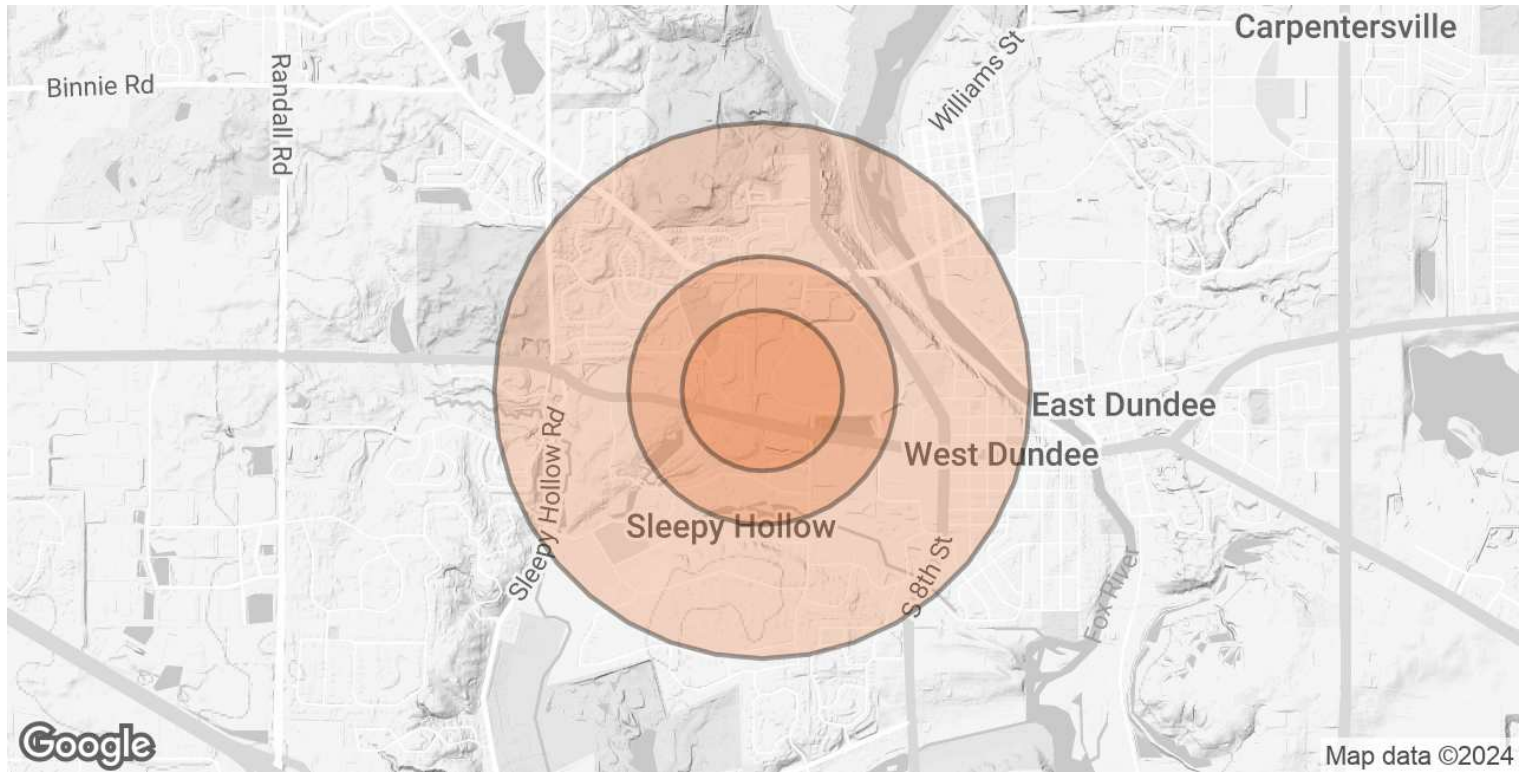 Carpentersville
Binnie Rd
Randall Rd
Williams St
East Dundee
West Dundee
Sleepy Hollow Rd
Sleepy Hollow
S 8th St
Fox River
Google
Map data ©2024